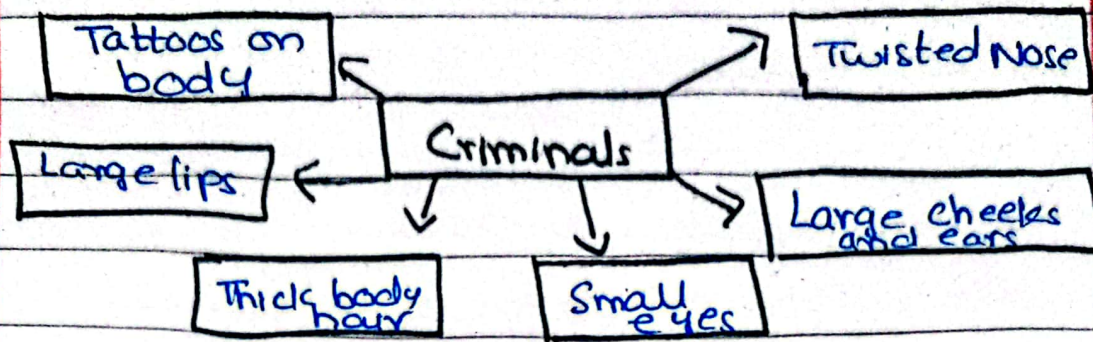 Tattoos on
body
Twisted Nose
Criminals
Large lips
Large cheeks
and ears
Thick body
hair
Small
eyes